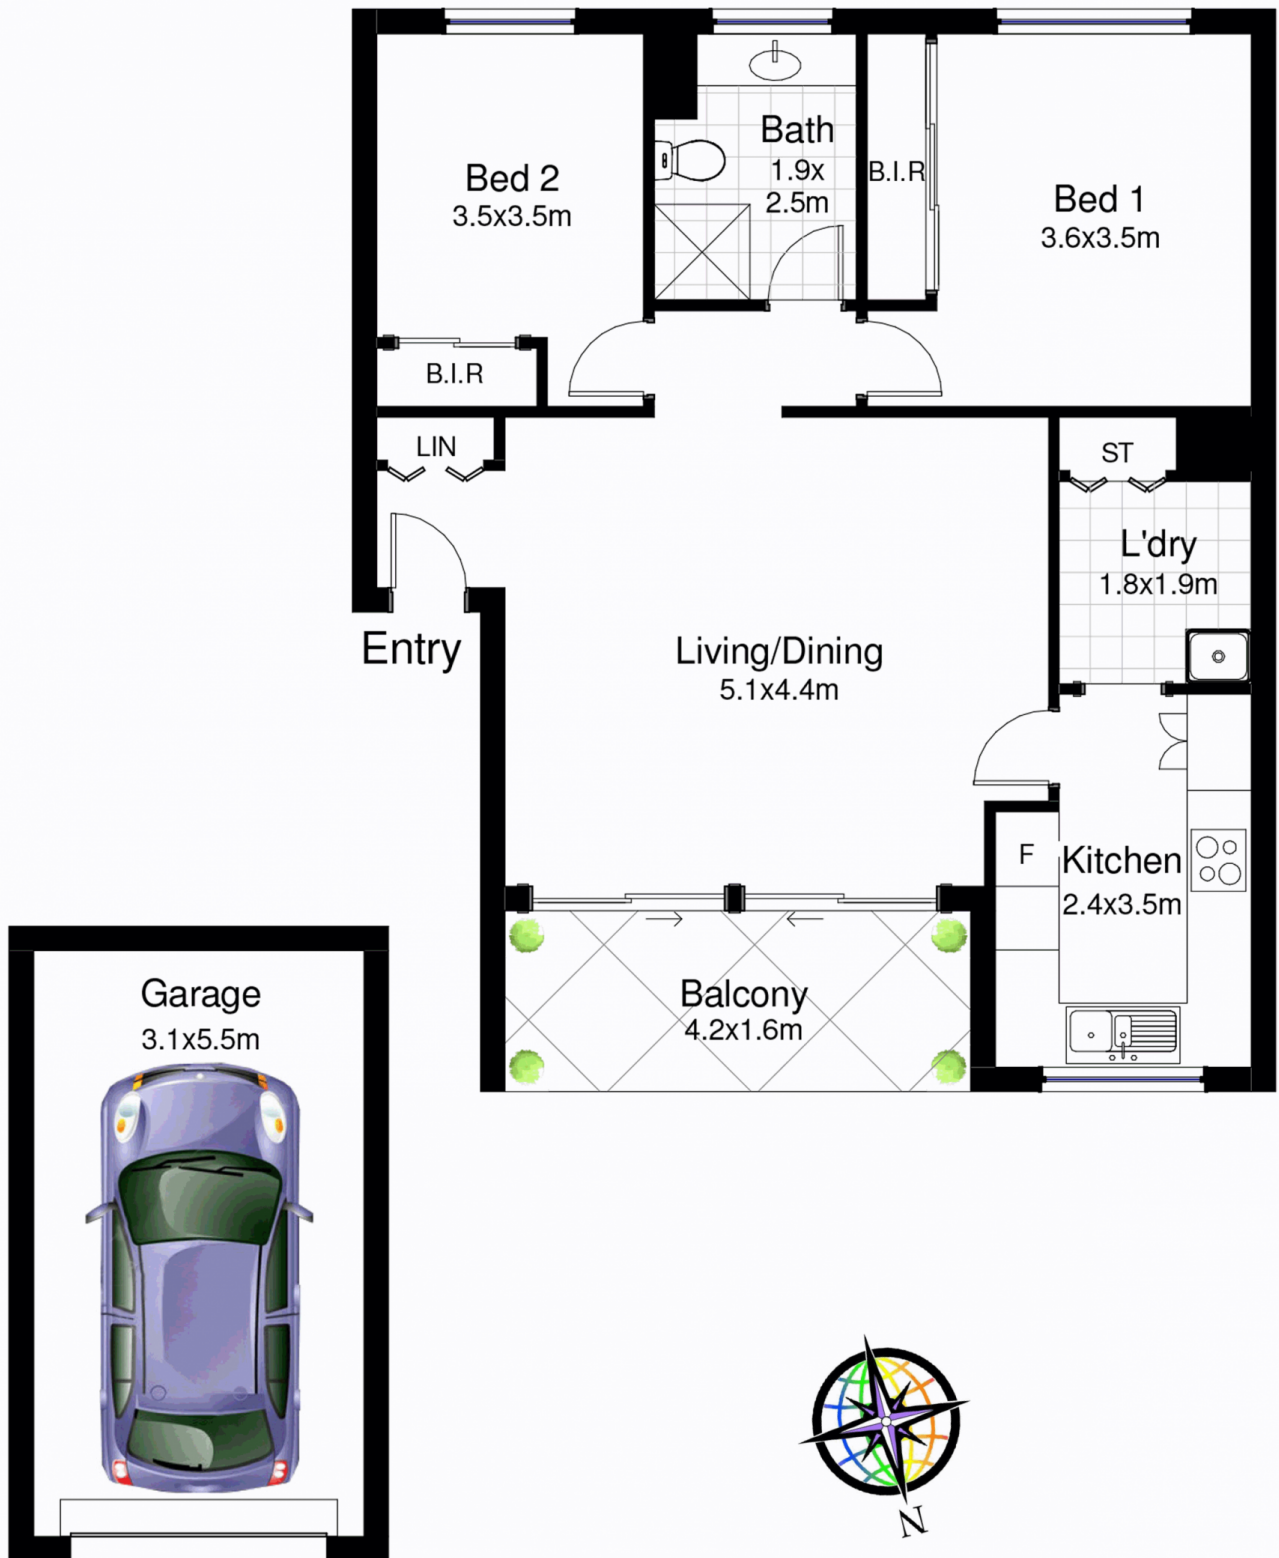 Bath
1.9x
2.5m
B.I.R
Bed 2
3.5x3.5m
Bed 1
3.6x3.5m
B.I.R
LIN
ST
L'dry
1.8x1.9m
Entry
Living/Dining
5.1x4.4m
F
Kitchen
2.4x3.5m
Garage
3.1x5.5m
Balcony
4.2x1.6m
N